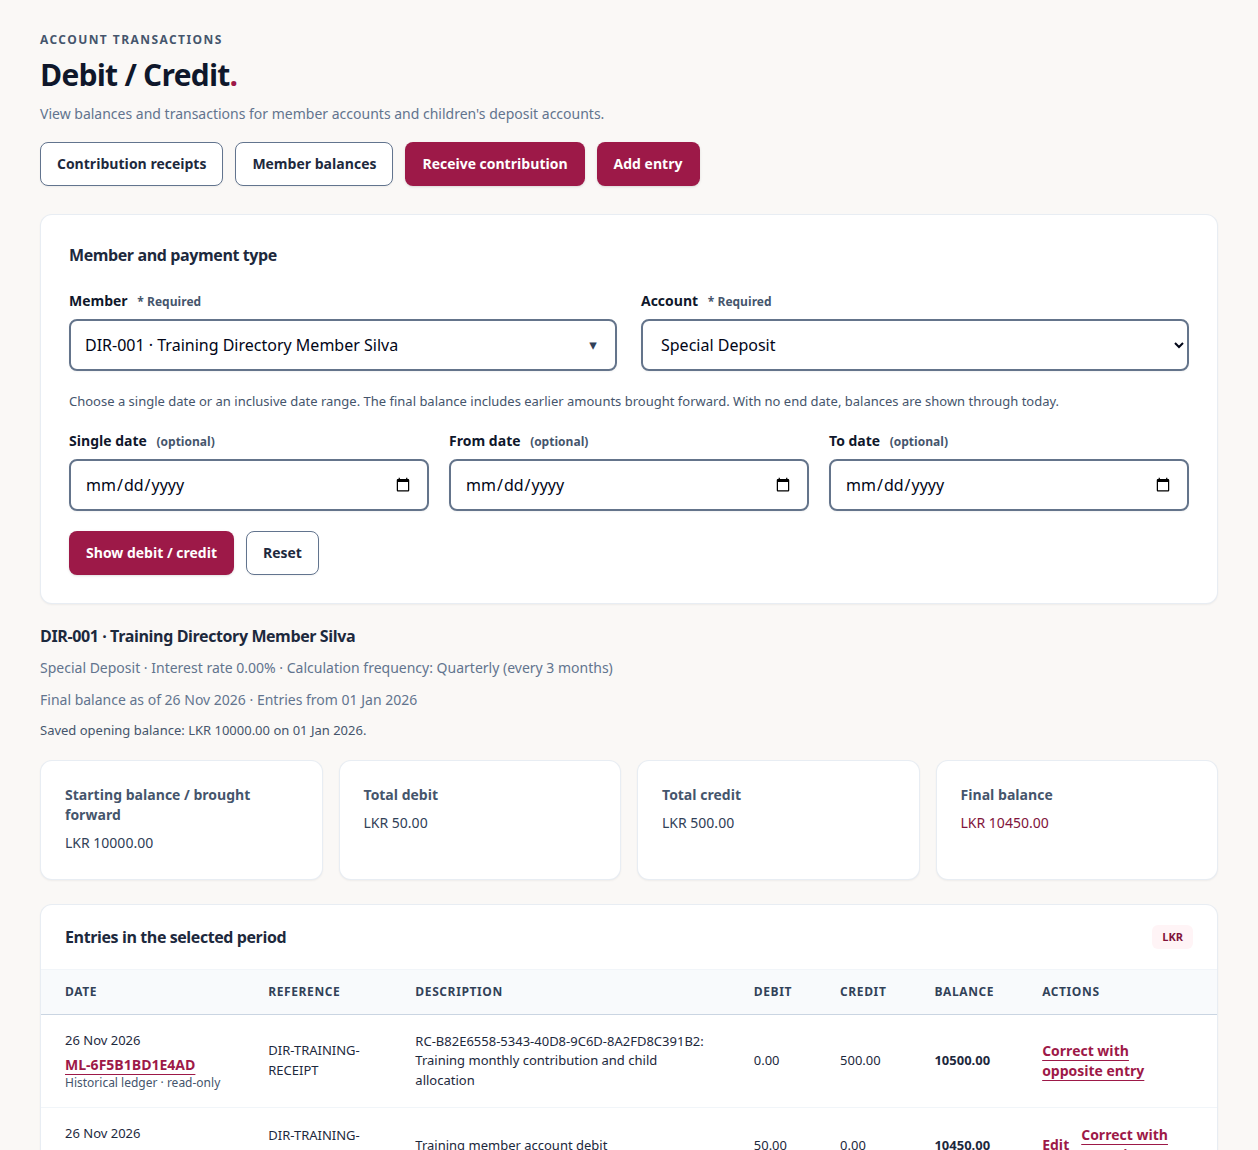 ACCOUNT TRANSACTIONS
Debit / Credit.
View balances and transactions for member accounts and children's deposit accounts.
Contribution receipts
Member balances
Receive contribution
Add entry
Member and payment type
Member * Required
Account * Required
DIR-001 · Training Directory Member Silva
Special Deposit
Choose a single date or an inclusive date range. The final balance includes earlier amounts brought forward. With no end date, balances are shown through today.
Single date (optional)
From date (optional)
To date (optional)
mm/dd/yyyy
mm/dd/yyyy
mm/dd/yyyy
Show debit / credit
Reset
DIR-001 · Training Directory Member Silva
Special Deposit · Interest rate 0.00% · Calculation frequency: Quarterly (every 3 months)
Final balance as of 26 Nov 2026 · Entries from 01 Jan 2026
Saved opening balance: LKR 10000.00 on 01 Jan 2026.
Starting balance / brought
forward
LKR 10000.00
Total debit
LKR 50.00
Total credit
LKR 500.00
Final balance
LKR 10450.00
Entries in the selected period
LKR
DATE REFERENCE DESCRIPTION DEBIT CREDIT BALANCE ACTIONS
26 Nov 2026
ML-6F5B1BD1E4AD
Historical ledger · read-only
DIR-TRAINING-
RECEIPT
RC-B82E6558-5343-40D8-9C6D-8A2FD8C391B2:
Training monthly contribution and child
allocation
0.00
500.00
10500.00
Correct with
opposite entry
26 Nov 2026
DIR-TRAINING-
Training member account debit
50.00
0.00
10450.00
Edit
Correct with